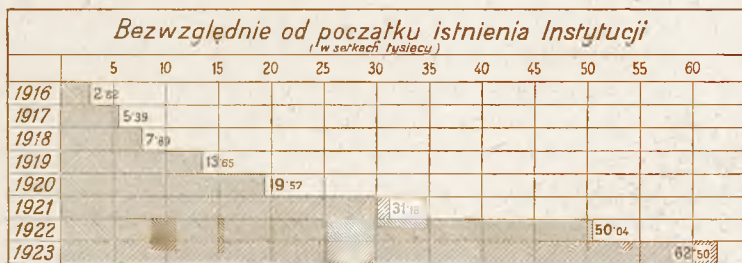 Bezwzględnie od początku istnienia Instytucji
(w setkach tysięcy)
5 10 15 20 25 30 35 40 45 50 55 60
1916 2·82
1917 5·39
1918 7·89
1919 13·65
1920 19·57
1921 31·18
1922 50·04
1923 62·50